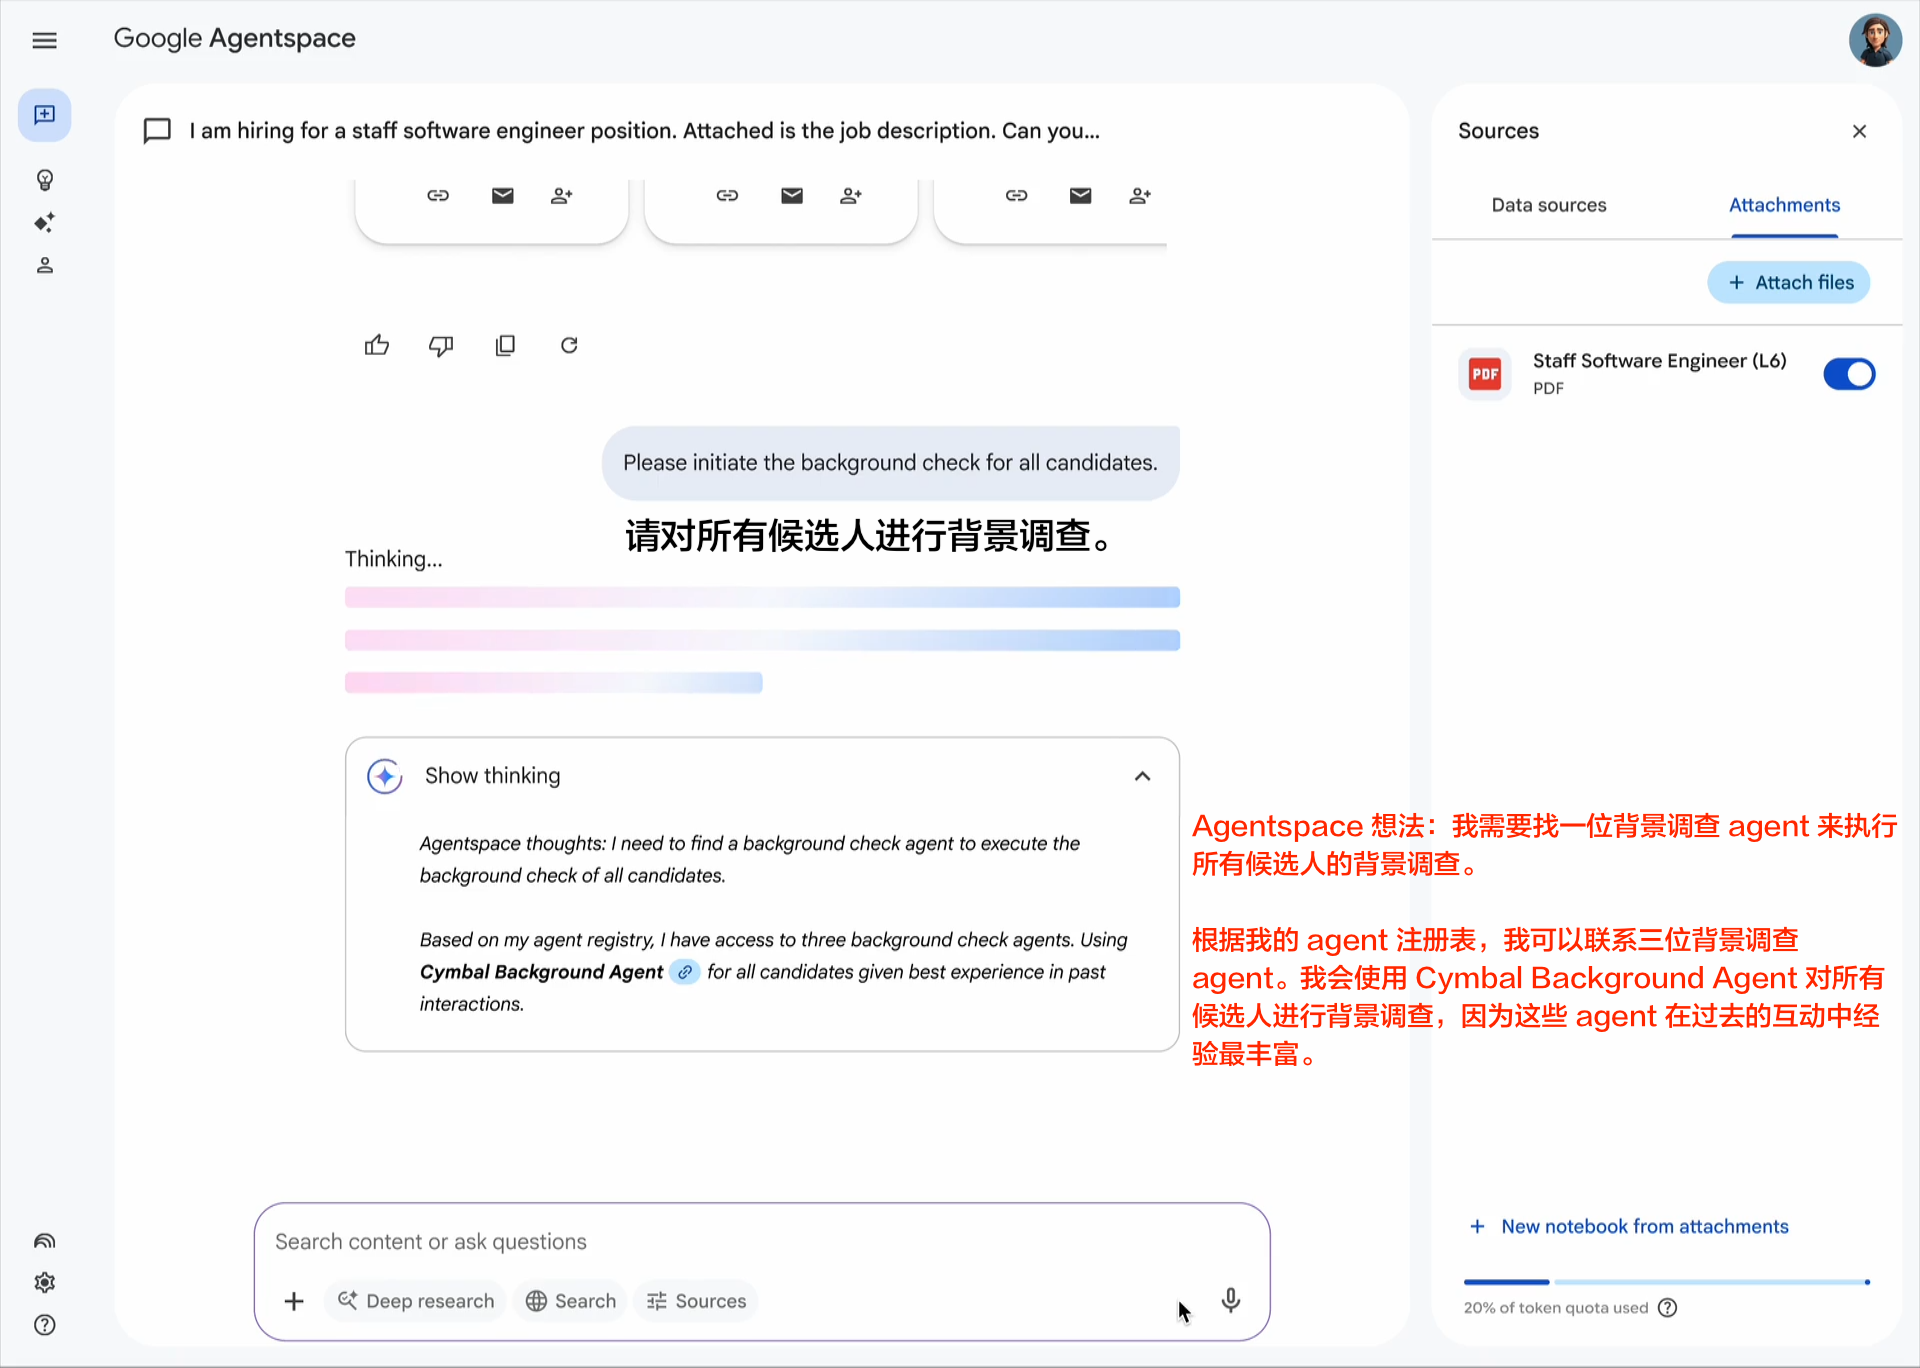 Google Agentspace
I am hiring for a staff software engineer position. Attached is the job description. Can you...
Please initiate the background check for all candidates.
请对所有候选人进行背景调查。
Thinking...
Show thinking
Agentspace thoughts: I need to find a background check agent to execute the
background check of all candidates.
Based on my agent registry, I have access to three background check agents. Using
Cymbal Background Agent for all candidates given best experience in past
interactions.
Agentspace 想法：我需要找一位背景调查 agent 来执行
所有候选人的背景调查。
根据我的 agent 注册表，我可以联系三位背景调查
agent。我会使用 Cymbal Background Agent 对所有
候选人进行背景调查，因为这些 agent 在过去的互动中经
验最丰富。
Search content or ask questions
Deep research
Search
Sources
Sources
Data sources
Attachments
+ Attach files
PDF
Staff Software Engineer (L6)
PDF
+ New notebook from attachments
20% of token quota used